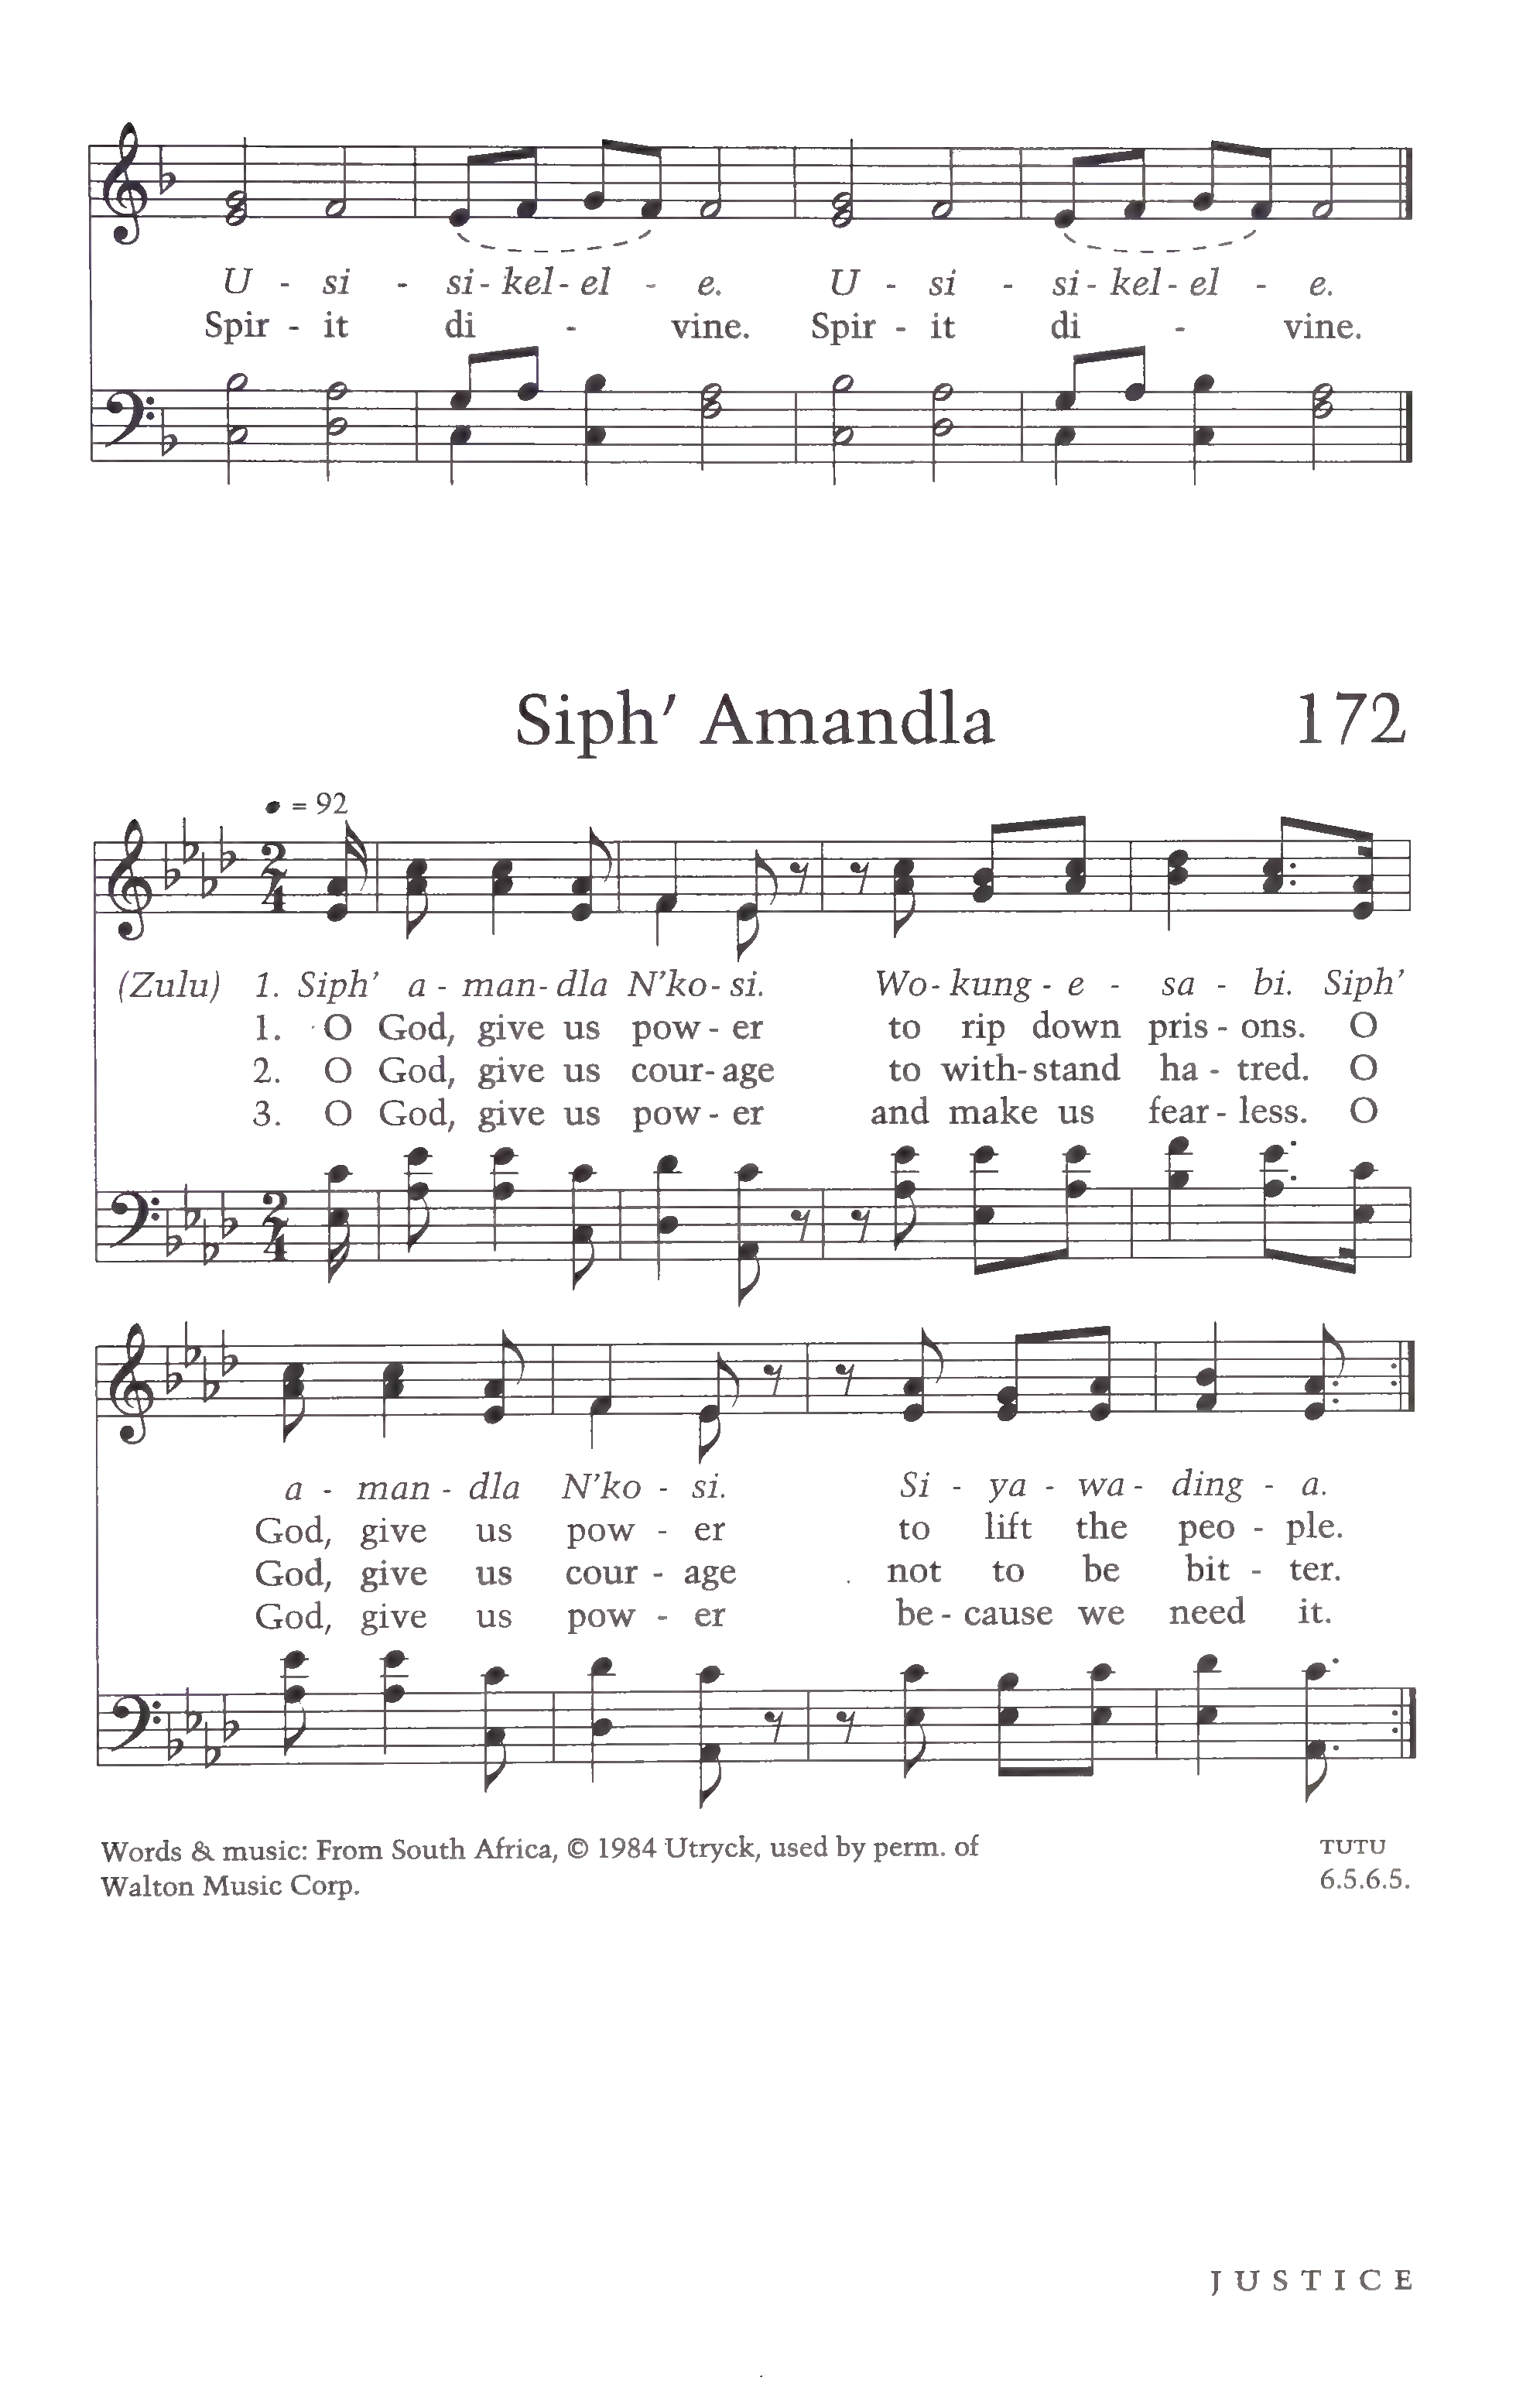 U - si - si - kel - el - e. U - si - si - kel - el - e.
Spir - it di - vine. Spir - it di - vine.
Siph' Amandla 172
= 92
2 4
(Zulu) 1. Siph' a - man - dla N'ko - si. Wo - kung - e - sa - bi. Siph'
1. O God, give us pow - er to rip down pris - ons. O
2. O God, give us cour - age to with - stand ha - tred. O
3. O God, give us pow - er and make us fear - less. O
2 4
a - man - dla N'ko - si. Si - ya - wa - ding - a.
God, give us pow - er to lift the peo - ple.
God, give us cour - age not to be bit - ter.
God, give us pow - er be - cause we need it.
Words & music: From South Africa, © 1984 Utryck, used by perm. of TUTU
Walton Music Corp. 6.5.6.5.
JUSTICE